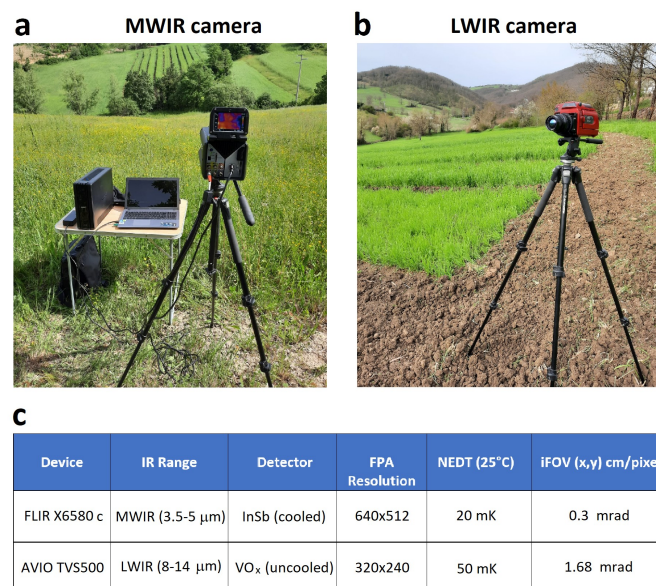 a MWIR camera
b LWIR camera
c
Device IR Range Detector FPA Resolution NEDT (25°C) iFOV (x,y) cm/pixe
FLIR X6580 c MWIR (3.5-5 µm) InSb (cooled) 640x512 20 mK 0.3 mrad
AVIO TVS500 LWIR (8-14 µm) VOx (uncooled) 320x240 50 mK 1.68 mrad